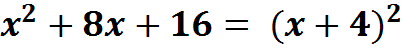 x² + 8x + 16 = (x + 4)²